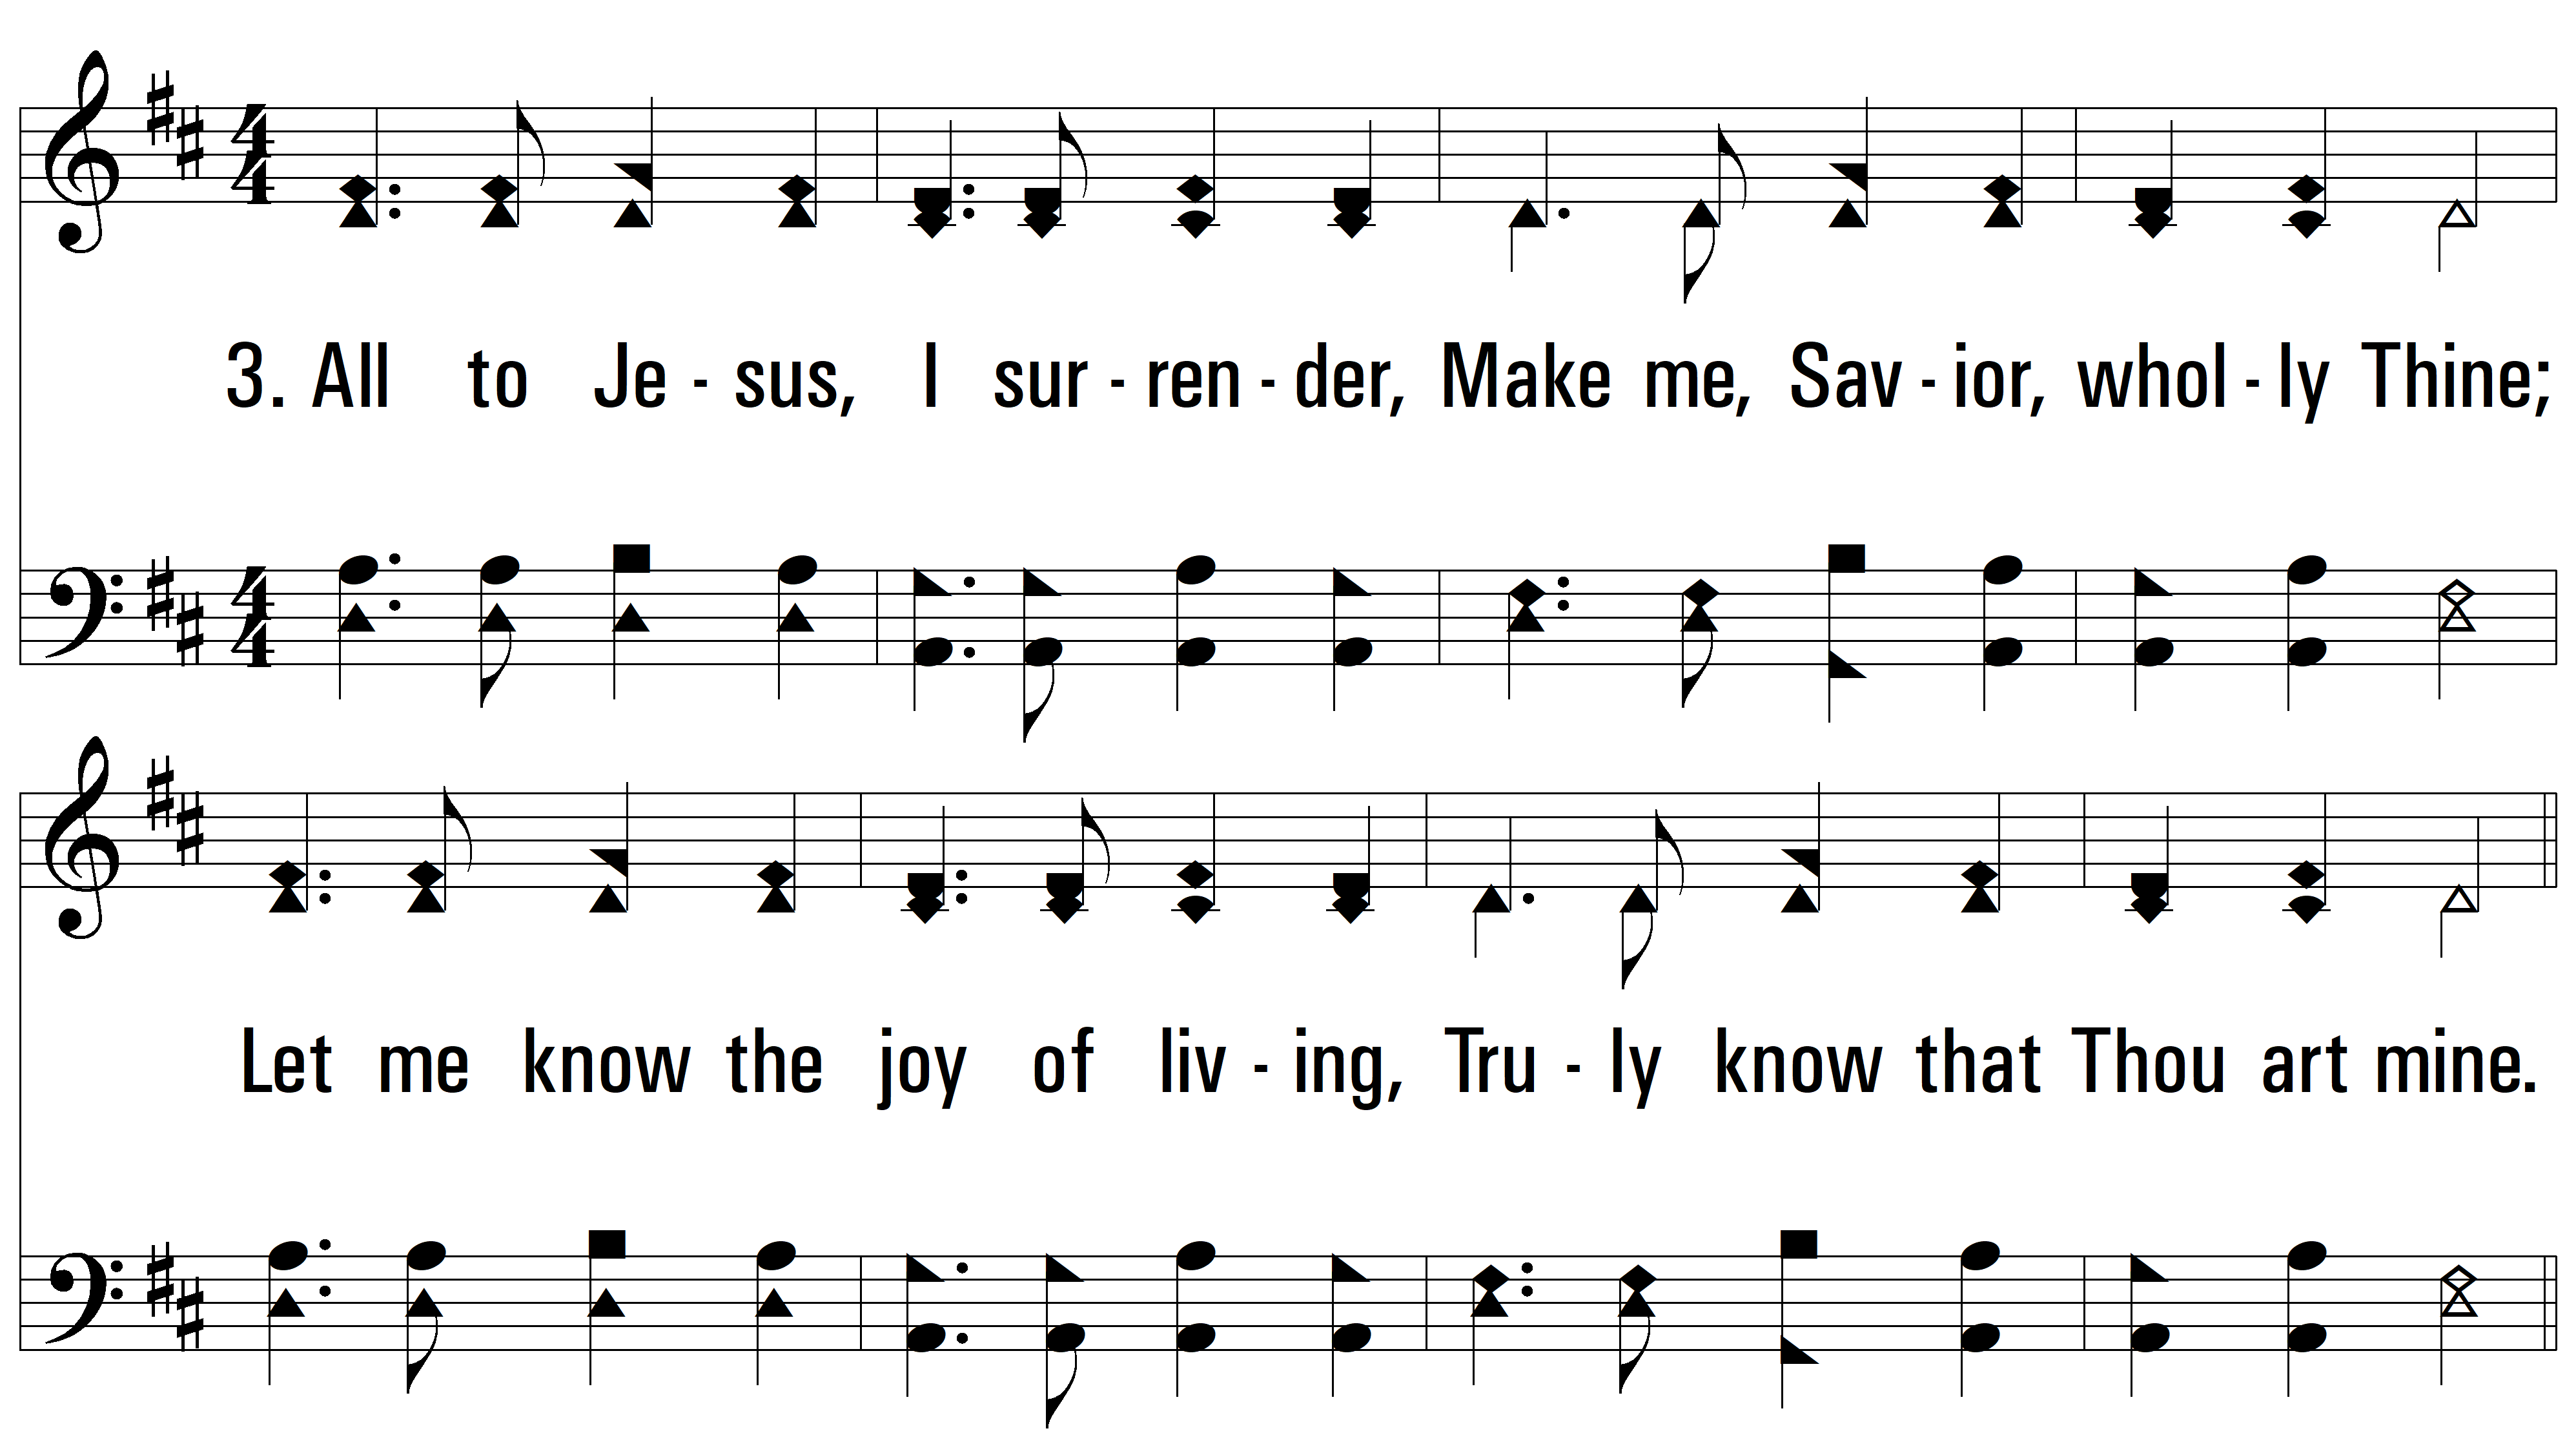 3. All to Je - sus, I sur - ren - der, Make me, Sav - ior, whol - ly Thine;
Let me know the joy of liv - ing, Tru - ly know that Thou art mine.